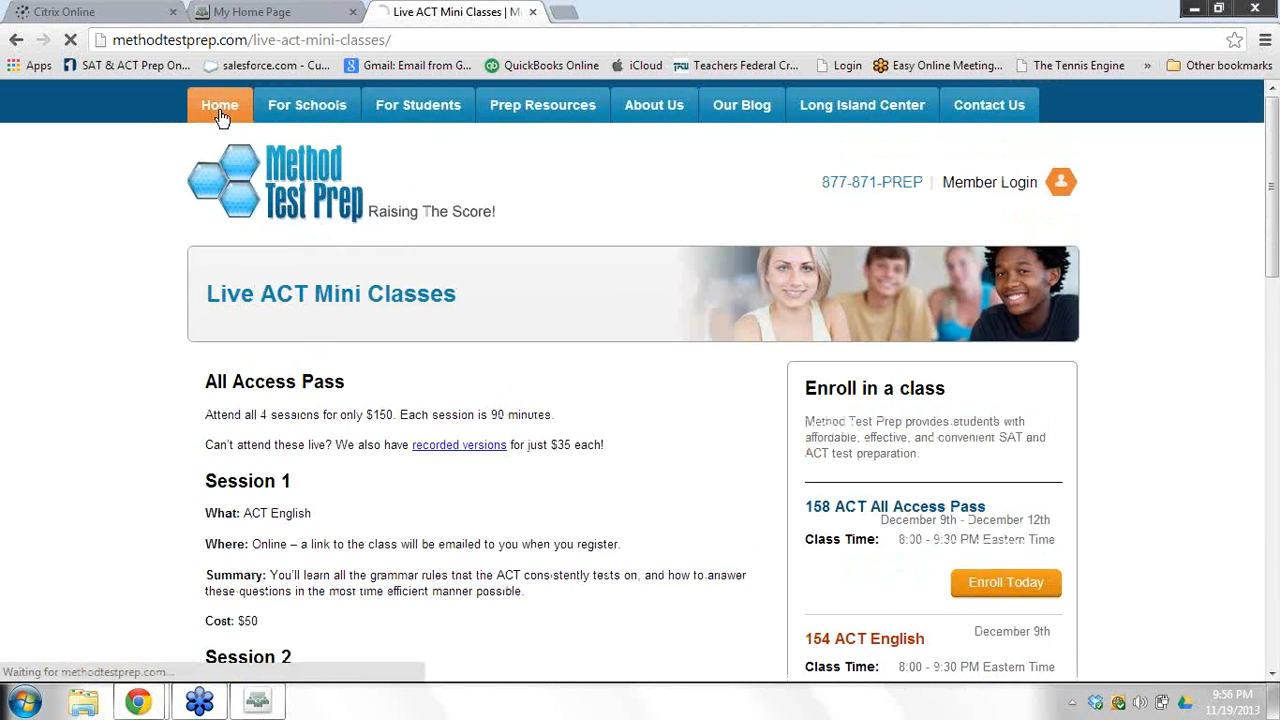 Citrix Online
My Home Page
Live ACT Mini Classes | M
methodtestprep.com/live-act-mini-classes/
Apps
SAT & ACT Prep On...
salesforce.com - Cu...
Gmail: Email from G...
QuickBooks Online
iCloud
Teachers Federal Cr...
Login
Easy Online Meeting...
The Tennis Engine
»
Other bookmarks
Home
For Schools
For Students
Prep Resources
About Us
Our Blog
Long Island Center
Contact Us
Method
Test Prep
Raising The Score!
877-871-PREP | Member Login
Live ACT Mini Classes
All Access Pass
Attend all 4 sessions for only $150. Each session is 90 minutes.
Can't attend these live? We also have recorded versions for just $35 each!
Session 1
What: ACT English
Where: Online – a link to the class will be emailed to you when you register.
Summary: You'll learn all the grammar rules that the ACT consistently tests on, and how to answer
these questions in the most time efficient manner possible.
Cost: $50
Session 2
Enroll in a class
Method Test Prep provides students with
affordable, effective, and convenient SAT and
ACT test preparation.
158 ACT All Access Pass
December 9th - December 12th
Class Time: 8:00 - 9:30 PM Eastern Time
Enroll Today
154 ACT English
December 9th
Class Time: 8:00 - 9:30 PM Eastern Time
Waiting for methodtestprep.com...
9:56 PM
11/19/2013